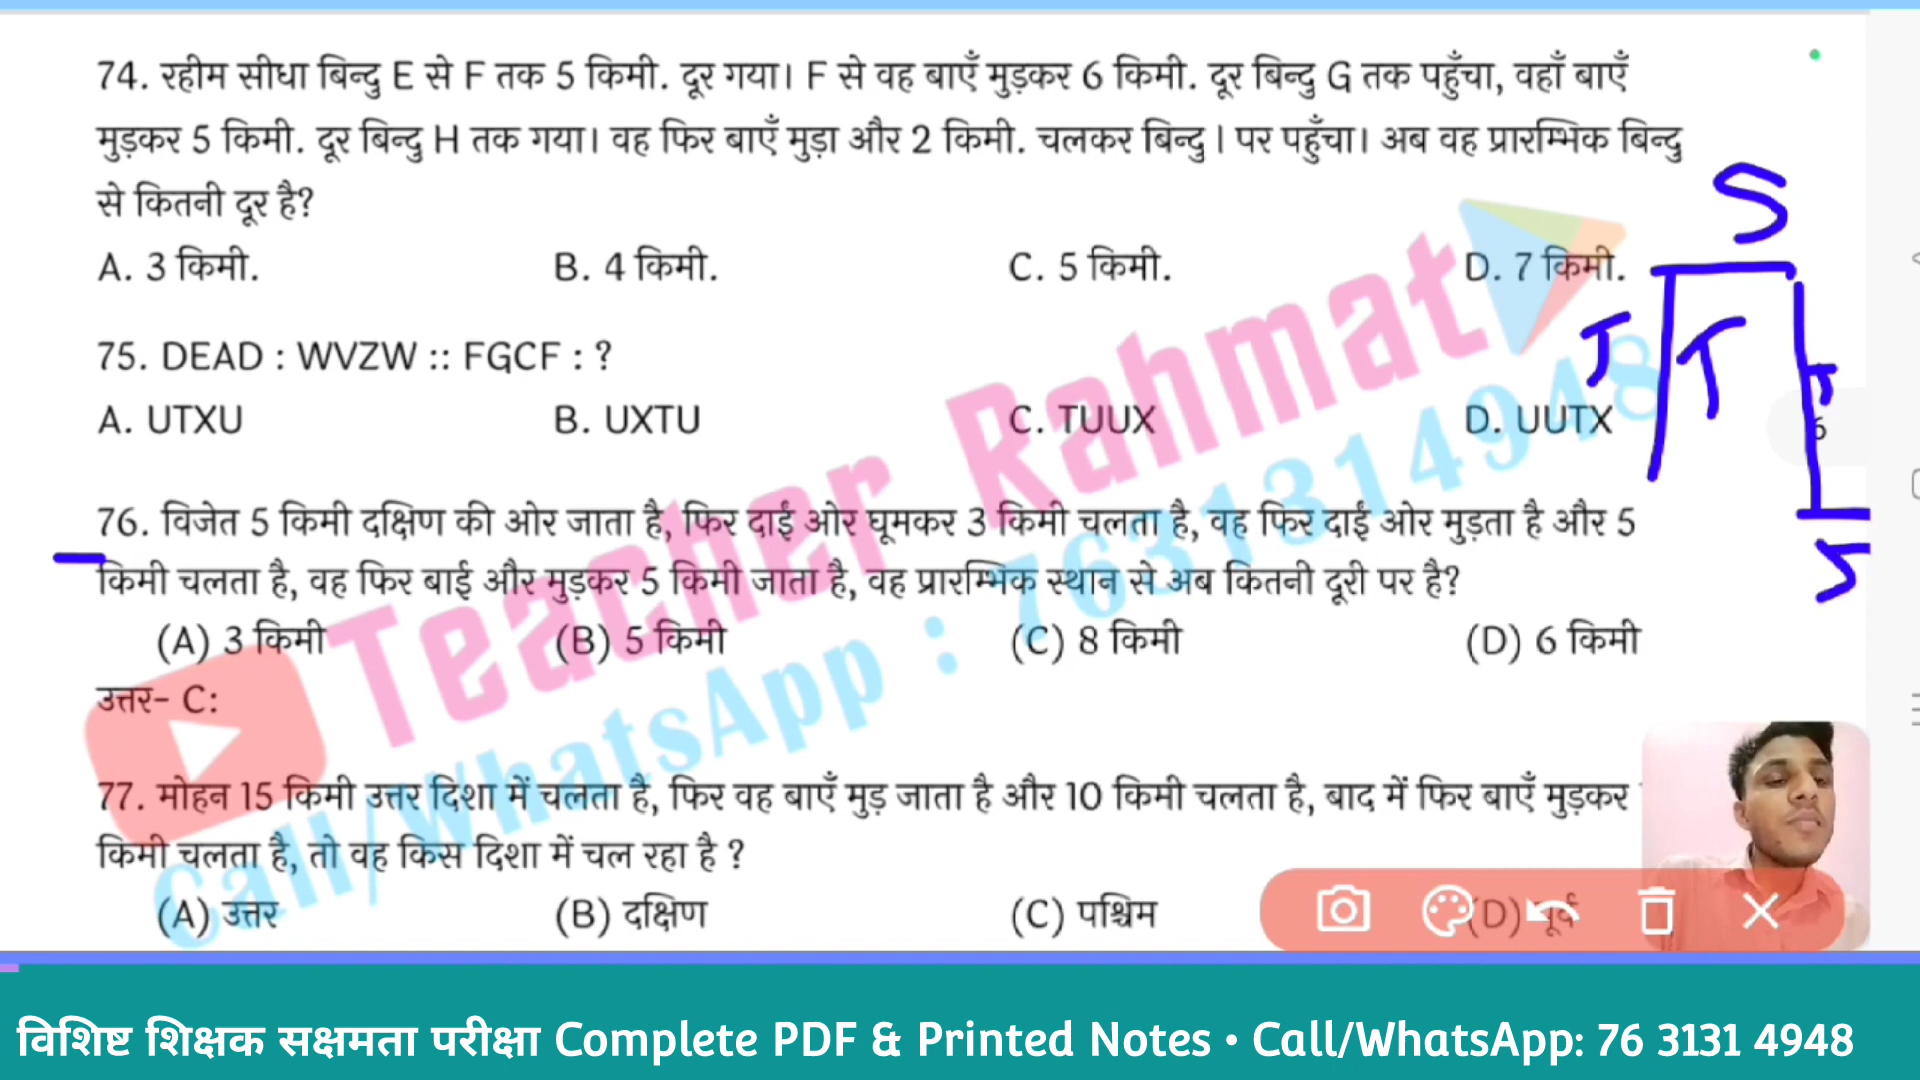 74. रहीम सीधा बिन्दु E से F तक 5 किमी. दूर गया। F से वह बाएँ मुड़कर 6 किमी. दूर बिन्दु G तक पहुँचा, वहाँ बाएँ
मुड़कर 5 किमी. दूर बिन्दु H तक गया। वह फिर बाएँ मुड़ा और 2 किमी. चलकर बिन्दु I पर पहुँचा। अब वह प्रारम्भिक बिन्दु
से कितनी दूर है?
A. 3 किमी. B. 4 किमी. C. 5 किमी. D. 7 किमी.
75. DEAD : WVZW :: FGCF : ?
A. UTXU B. UXTU C. TUUX D. UUTX
76. विजेत 5 किमी दक्षिण की ओर जाता है, फिर दाई ओर घूमकर 3 किमी चलता है, वह फिर दाईं ओर मुड़ता है और 5
किमी चलता है, वह फिर बाई और मुड़कर 5 किमी जाता है, वह प्रारम्भिक स्थान से अब कितनी दूरी पर है?
(A) 3 किमी (B) 5 किमी (C) 8 किमी (D) 6 किमी
उत्तर– C:
77. मोहन 15 किमी उत्तर दिशा में चलता है, फिर वह बाएँ मुड़ जाता है और 10 किमी चलता है, बाद में फिर बाएँ मुड़कर
किमी चलता है, तो वह किस दिशा में चल रहा है ?
(A) उत्तर (B) दक्षिण (C) पश्चिम (D) पूर्व
Teacher Rahmat
Call/WhatsApp : 7631314948
विशिष्ट शिक्षक सक्षमता परीक्षा Complete PDF & Printed Notes • Call/WhatsApp: 76 3131 4948